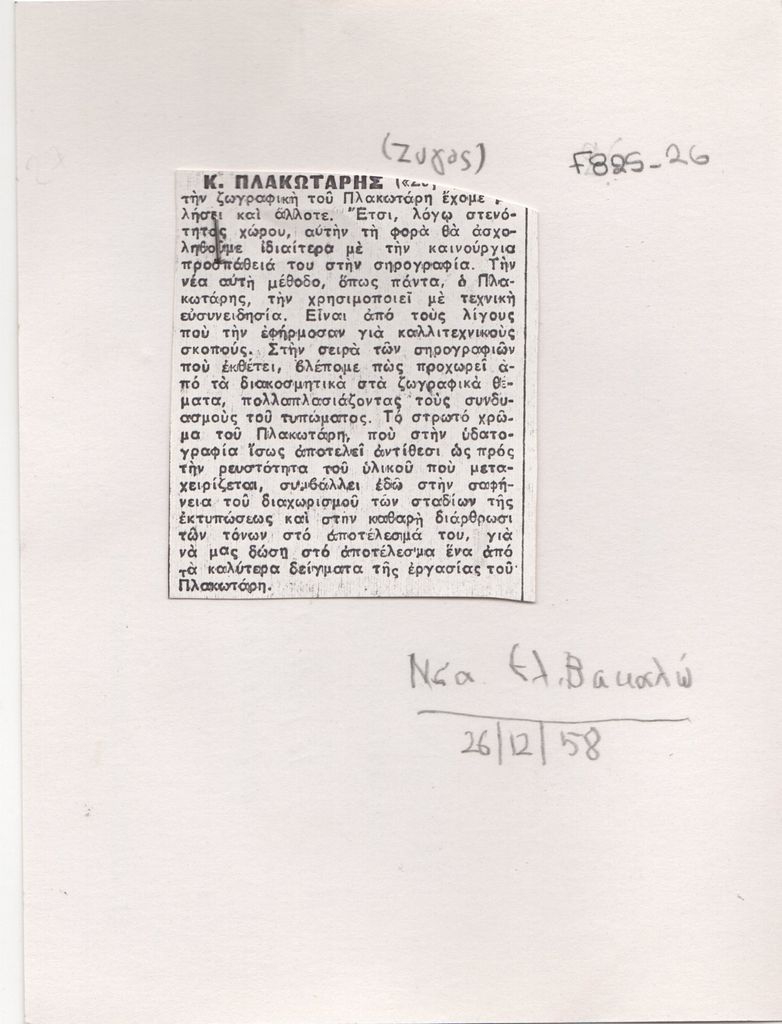 (Ζυγός)
F825-26
Κ. ΠΛΑΚΩΤΑΡΗΣ
τὴν ζωγραφικὴ τοῦ Πλακωτάρη ἔχομε
λήσει καὶ ἄλλοτε. Ἔτσι, λόγῳ στενό-
τητος χώρου, αὐτὴν τὴ φορὰ θὰ ἀσχο-
ληθοῦμε ἰδιαίτερα μὲ τὴν καινούργια
προσπάθειά του στὴν σηρογραφία. Τὴν
νέα αὐτὴ μέθοδο, ὅπως πάντα, ὁ Πλα-
κωτάρης, τὴν χρησιμοποιεῖ μὲ τεχνικὴ
εὐσυνειδησία. Εἶναι ἀπὸ τοὺς λίγους
ποὺ τὴν ἐφήρμοσαν γιὰ καλλιτεχνικοὺς
σκοπούς. Στὴν σειρὰ τῶν σηρογραφιῶν
ποὺ ἐκθέτει, βλέπομε πὼς προχωρεῖ ἀ-
πὸ τὰ διακοσμητικὰ στὰ ζωγραφικὰ θέ-
ματα, πολλαπλασιάζοντας τοὺς συνδυ-
ασμοὺς τοῦ τυπώματος. Τὸ στρωτὸ χρῶ-
μα τοῦ Πλακωτάρη, ποὺ στὴν ὑδατο-
γραφία ἴσως ἀποτελεῖ ἀντίθεσι ὡς πρὸς
τὴν ρευστότητα τοῦ ὑλικοῦ ποὺ μετα-
χειρίζεται, συμβάλλει ἐδῶ στὴν σαφή-
νεια τοῦ διαχωρισμοῦ τῶν σταδίων τῆς
ἐκτυπώσεως καὶ στὴν καθαρὴ διάρθρωσι
τῶν τόνων στὸ ἀποτέλεσμά του, γιὰ
νὰ μας δώσῃ στὸ ἀποτέλεσμα ἕνα ἀπὸ
τὰ καλύτερα δείγματα τῆς ἐργασίας τοῦ
Πλακωτάρη.
Νέα Ελ. Βακαλώ
26/12/58